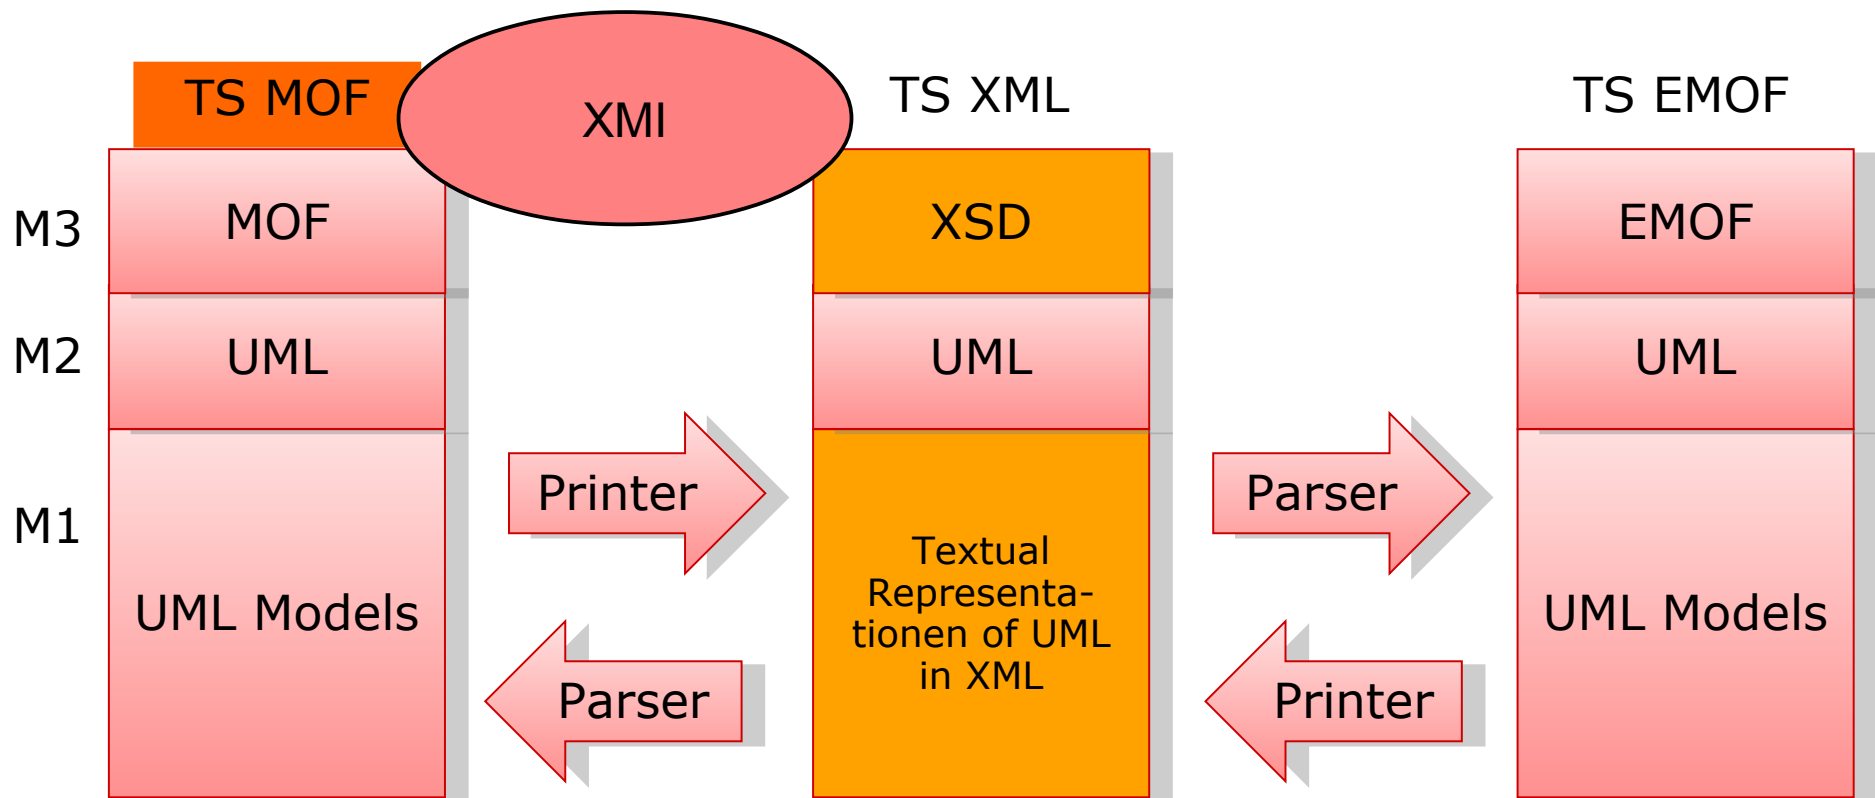 TS MOF
XMI
TS XML
TS EMOF
M3
MOF
XSD
EMOF
M2
UML
UML
UML
M1
Printer
Parser
Textual
Representa-
tionen of UML
in XML
UML Models
UML Models
Parser
Printer